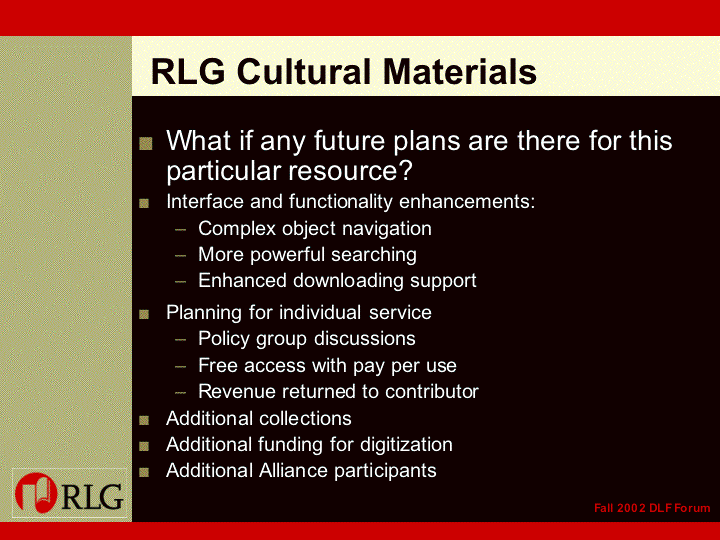 RLG Cultural Materials
What if any future plans are there for this
particular resource?
Interface and functionality enhancements:
– Complex object navigation
– More powerful searching
– Enhanced downloading support
Planning for individual service
– Policy group discussions
– Free access with pay per use
– Revenue returned to contributor
Additional collections
Additional funding for digitization
Additional Alliance participants
RLG
Fall 2002 DLF Forum